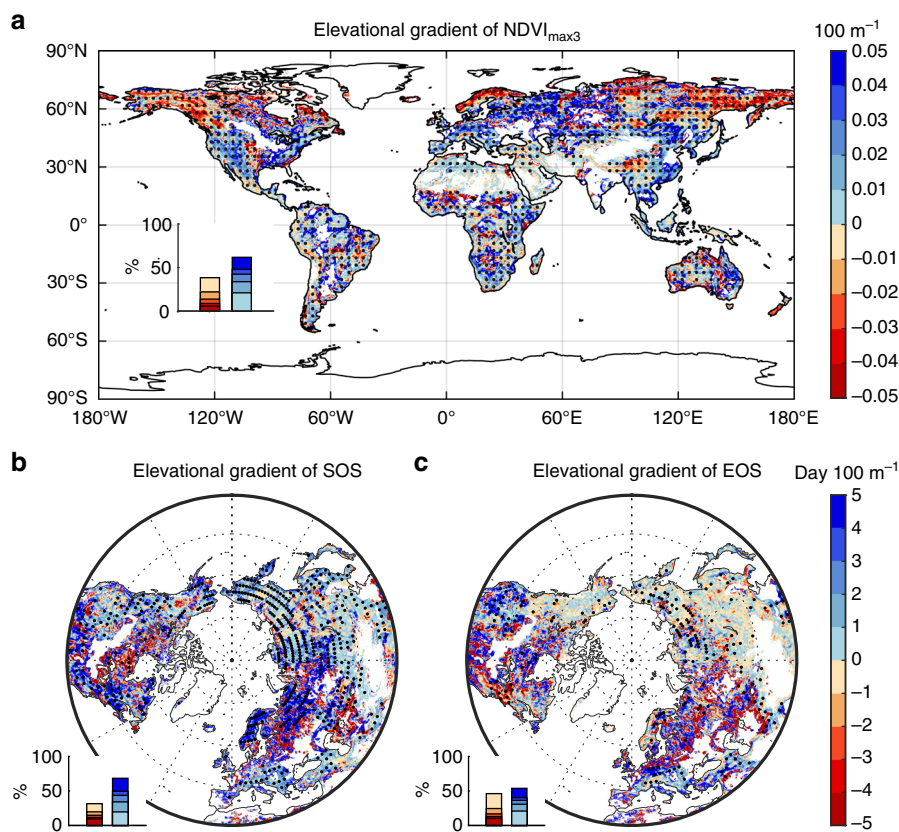 a
Elevational gradient of NDVImax3
100 m⁻¹
90°N
60°N
30°N
0°
30°S
60°S
90°S
180°W
120°W
60°W
0°
60°E
120°E
180°E
100
50
0
%
0.05
0.04
0.03
0.02
0.01
0
−0.01
−0.02
−0.03
−0.04
−0.05
b
Elevational gradient of SOS
100
50
0
%
c
Elevational gradient of EOS
100
50
0
%
Day 100 m⁻¹
5
4
3
2
1
0
−1
−2
−3
−4
−5